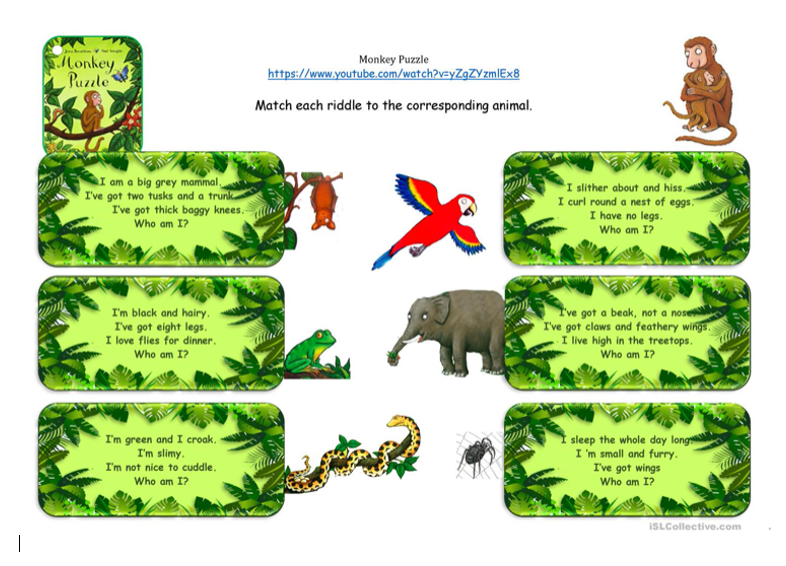 Monkey
Puzzle
Monkey Puzzle
https://www.youtube.com/watch?v=yZgZYzmlEx8
Match each riddle to the corresponding animal.
I am a big grey mammal.
I've got two tusks and a trunk
I've got thick baggy knees.
Who am I?
I slither about and hiss.
I curl round a nest of eggs.
I have no legs.
Who am I?
I'm black and hairy.
I've got eight legs.
I love flies for dinner.
Who am I?
I've got a beak, not a nose
I've got claws and feathery wings.
I live high in the treetops.
Who am I?
I'm green and I croak.
I'm slimy.
I'm not nice to cuddle.
Who am I?
I sleep the whole day long
I 'm small and furry.
I've got wings
Who am I?
iSLCollective.com